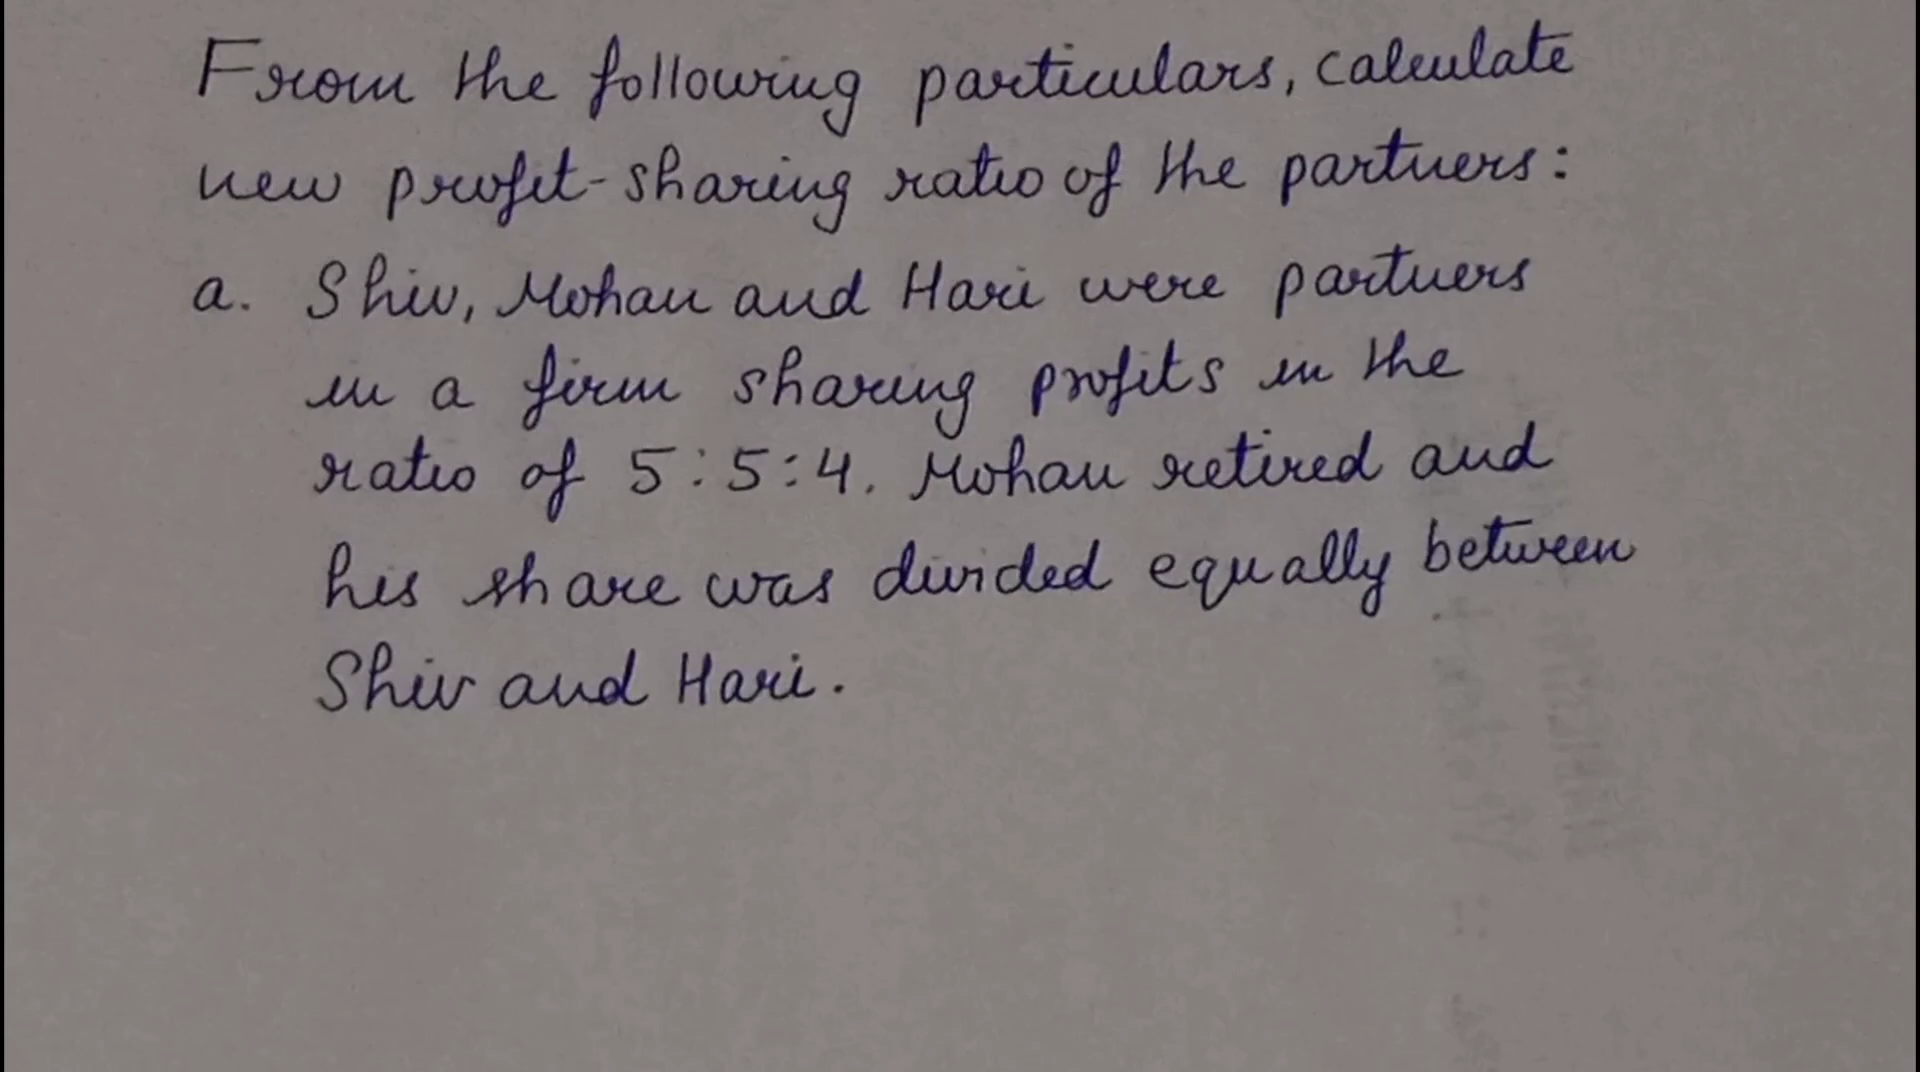 From the following particulars, calculate
new profit-sharing ratio of the partners:
a. Shiv, Mohan and Hari were partners
in a firm sharing profits in the
ratio of 5:5:4. Mohan retired and
his share was divided equally between
Shiv and Hari.